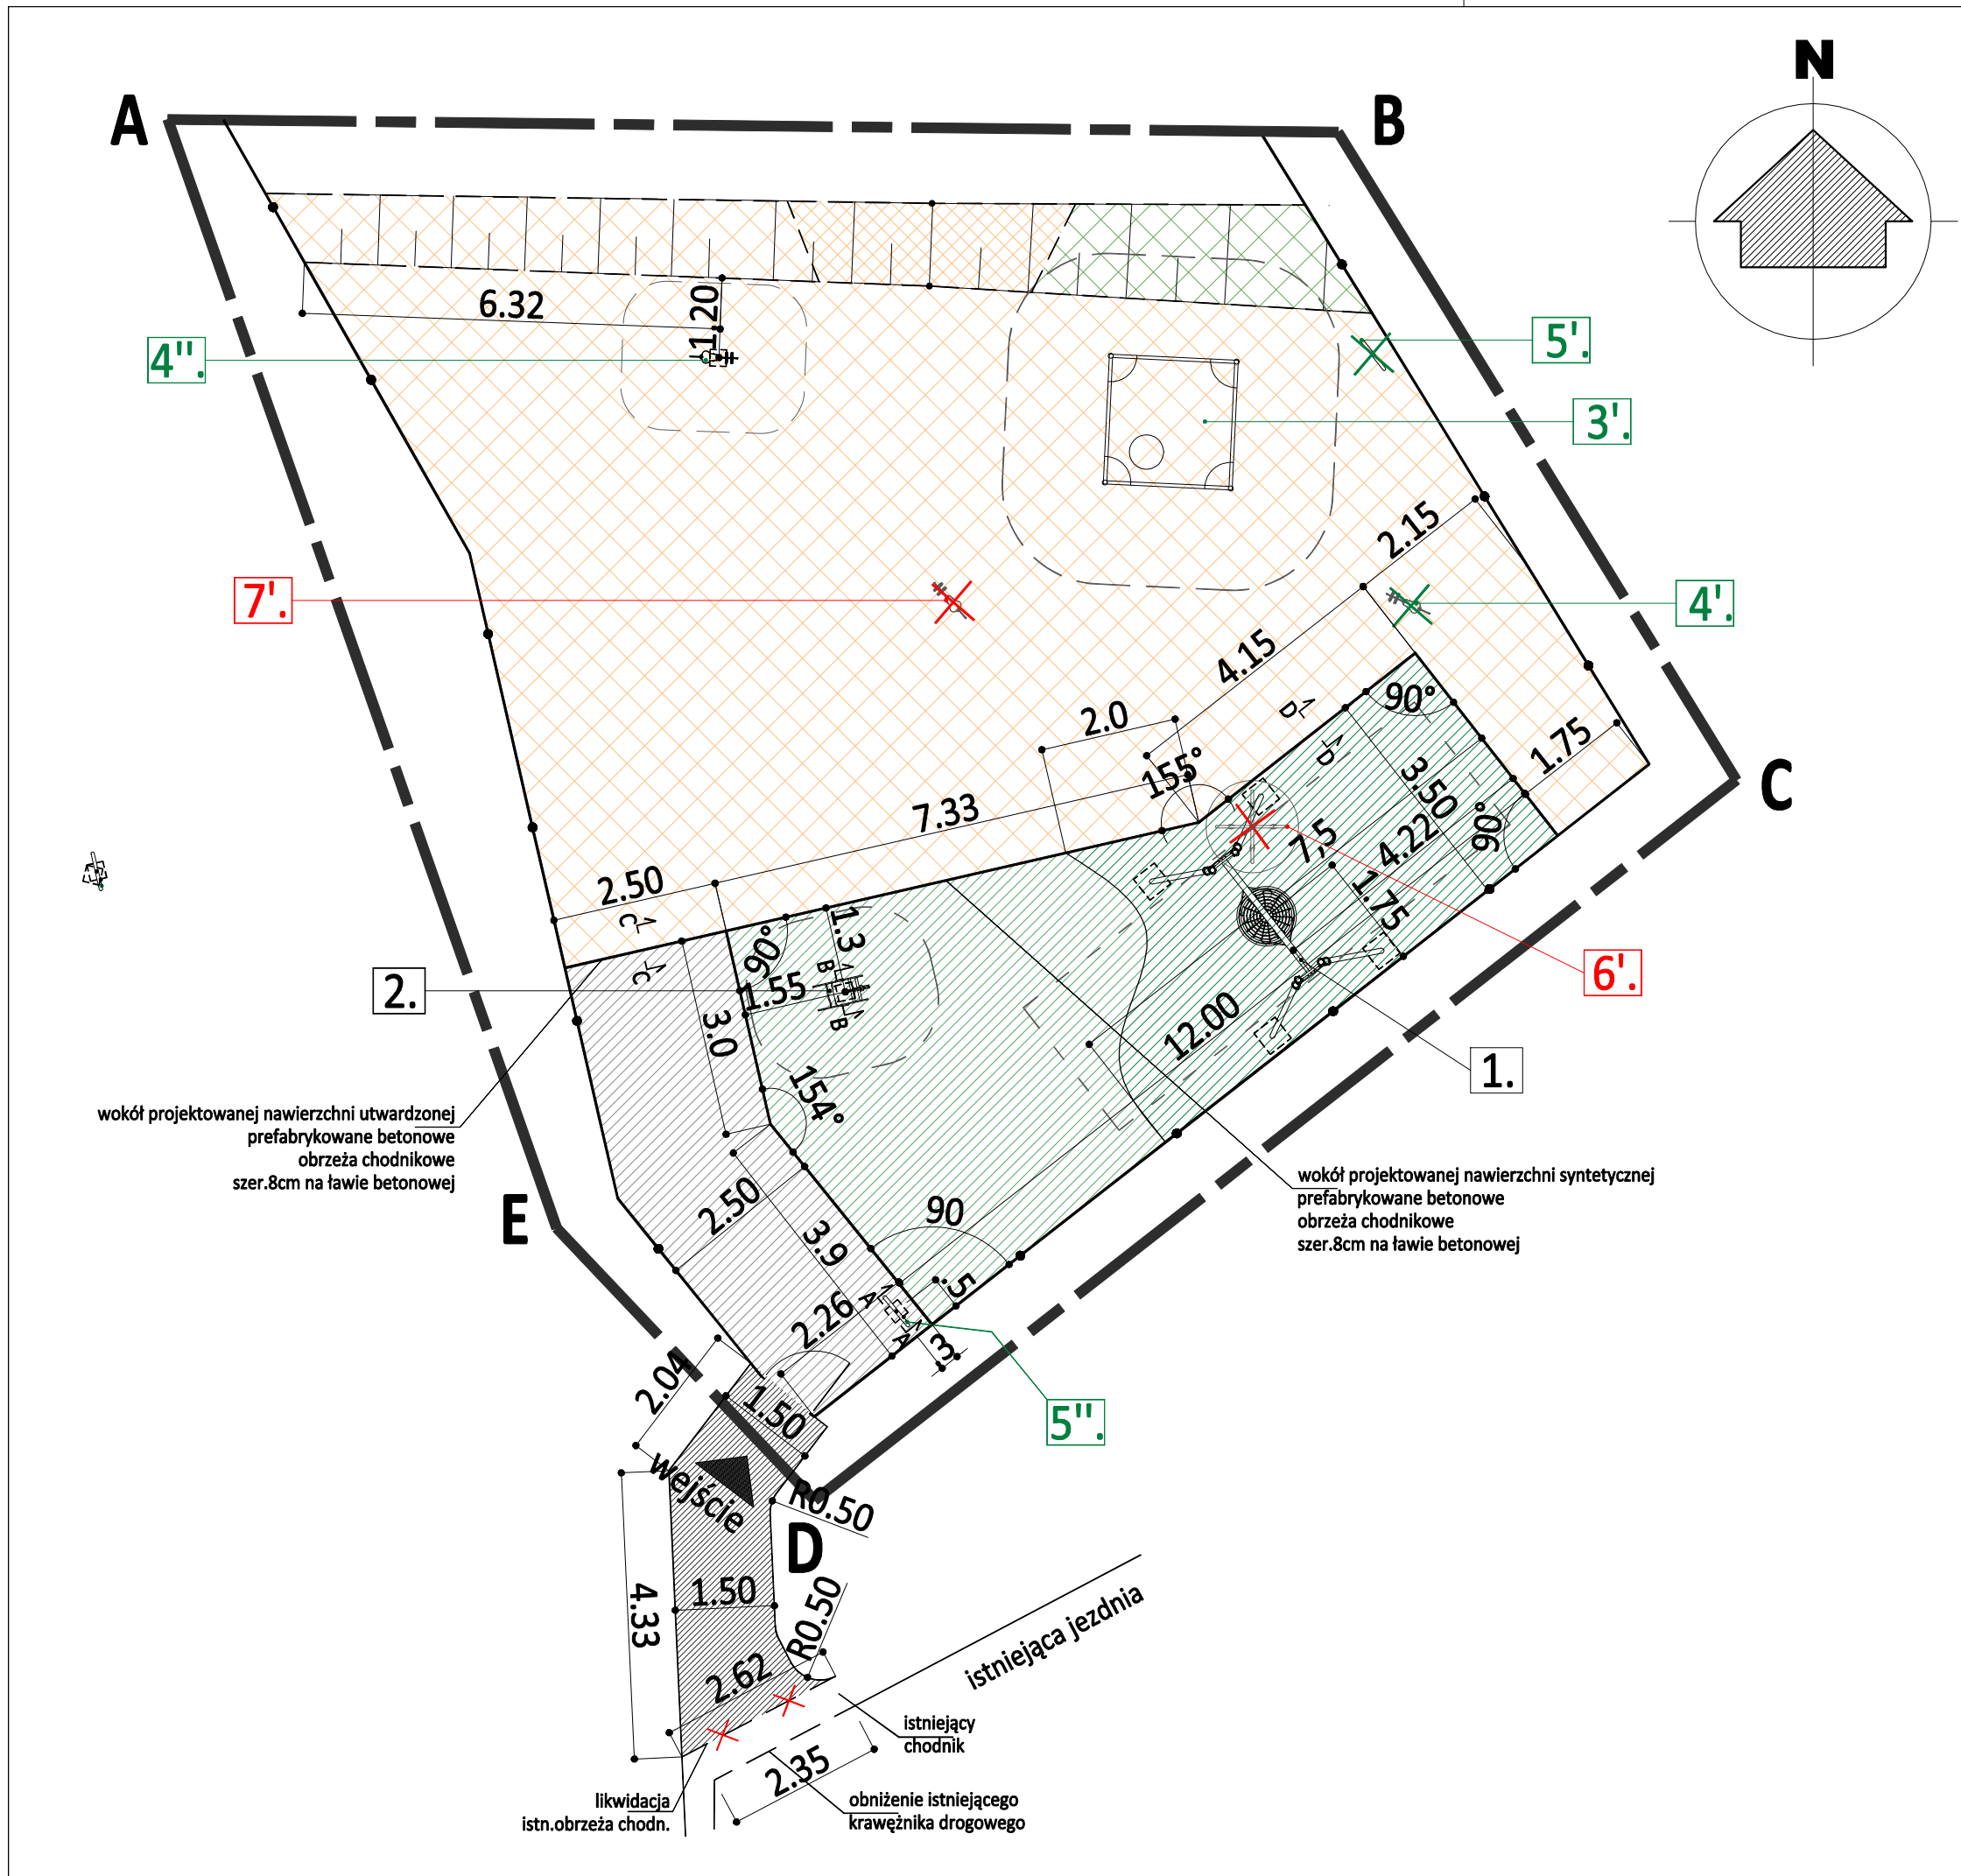 N
A
B
6.32
1.20
4''.
5'.
3'.
2.15
7'.
4'.
4.15
2.0
D
D
90°
155°
1.75
C
7.33
3.50
2.50
C
C
90°
7,5
4.220
1.3
90°
1.75
2.
1.55
B
B
6'.
3.0
12.00
1.
154°
wokół projektowanej nawierzchni utwardzonej
prefabrykowane betonowe
obrzeża chodnikowe
szer.8cm na ławie betonowej
wokół projektowanej nawierzchni syntetycznej
prefabrykowane betonowe
obrzeża chodnikowe
szer.8cm na ławie betonowej
E
2.50
90
3.9
.5
A
A
2.26
3
2.04
1.50
5''.
wejście
R0.50
D
4.33
1.50
R0.50
istniejąca jezdnia
2.62
istniejący
chodnik
2.35
likwidacja
istn.obrzeża chodn.
obniżenie istniejącego
krawężnika drogowego